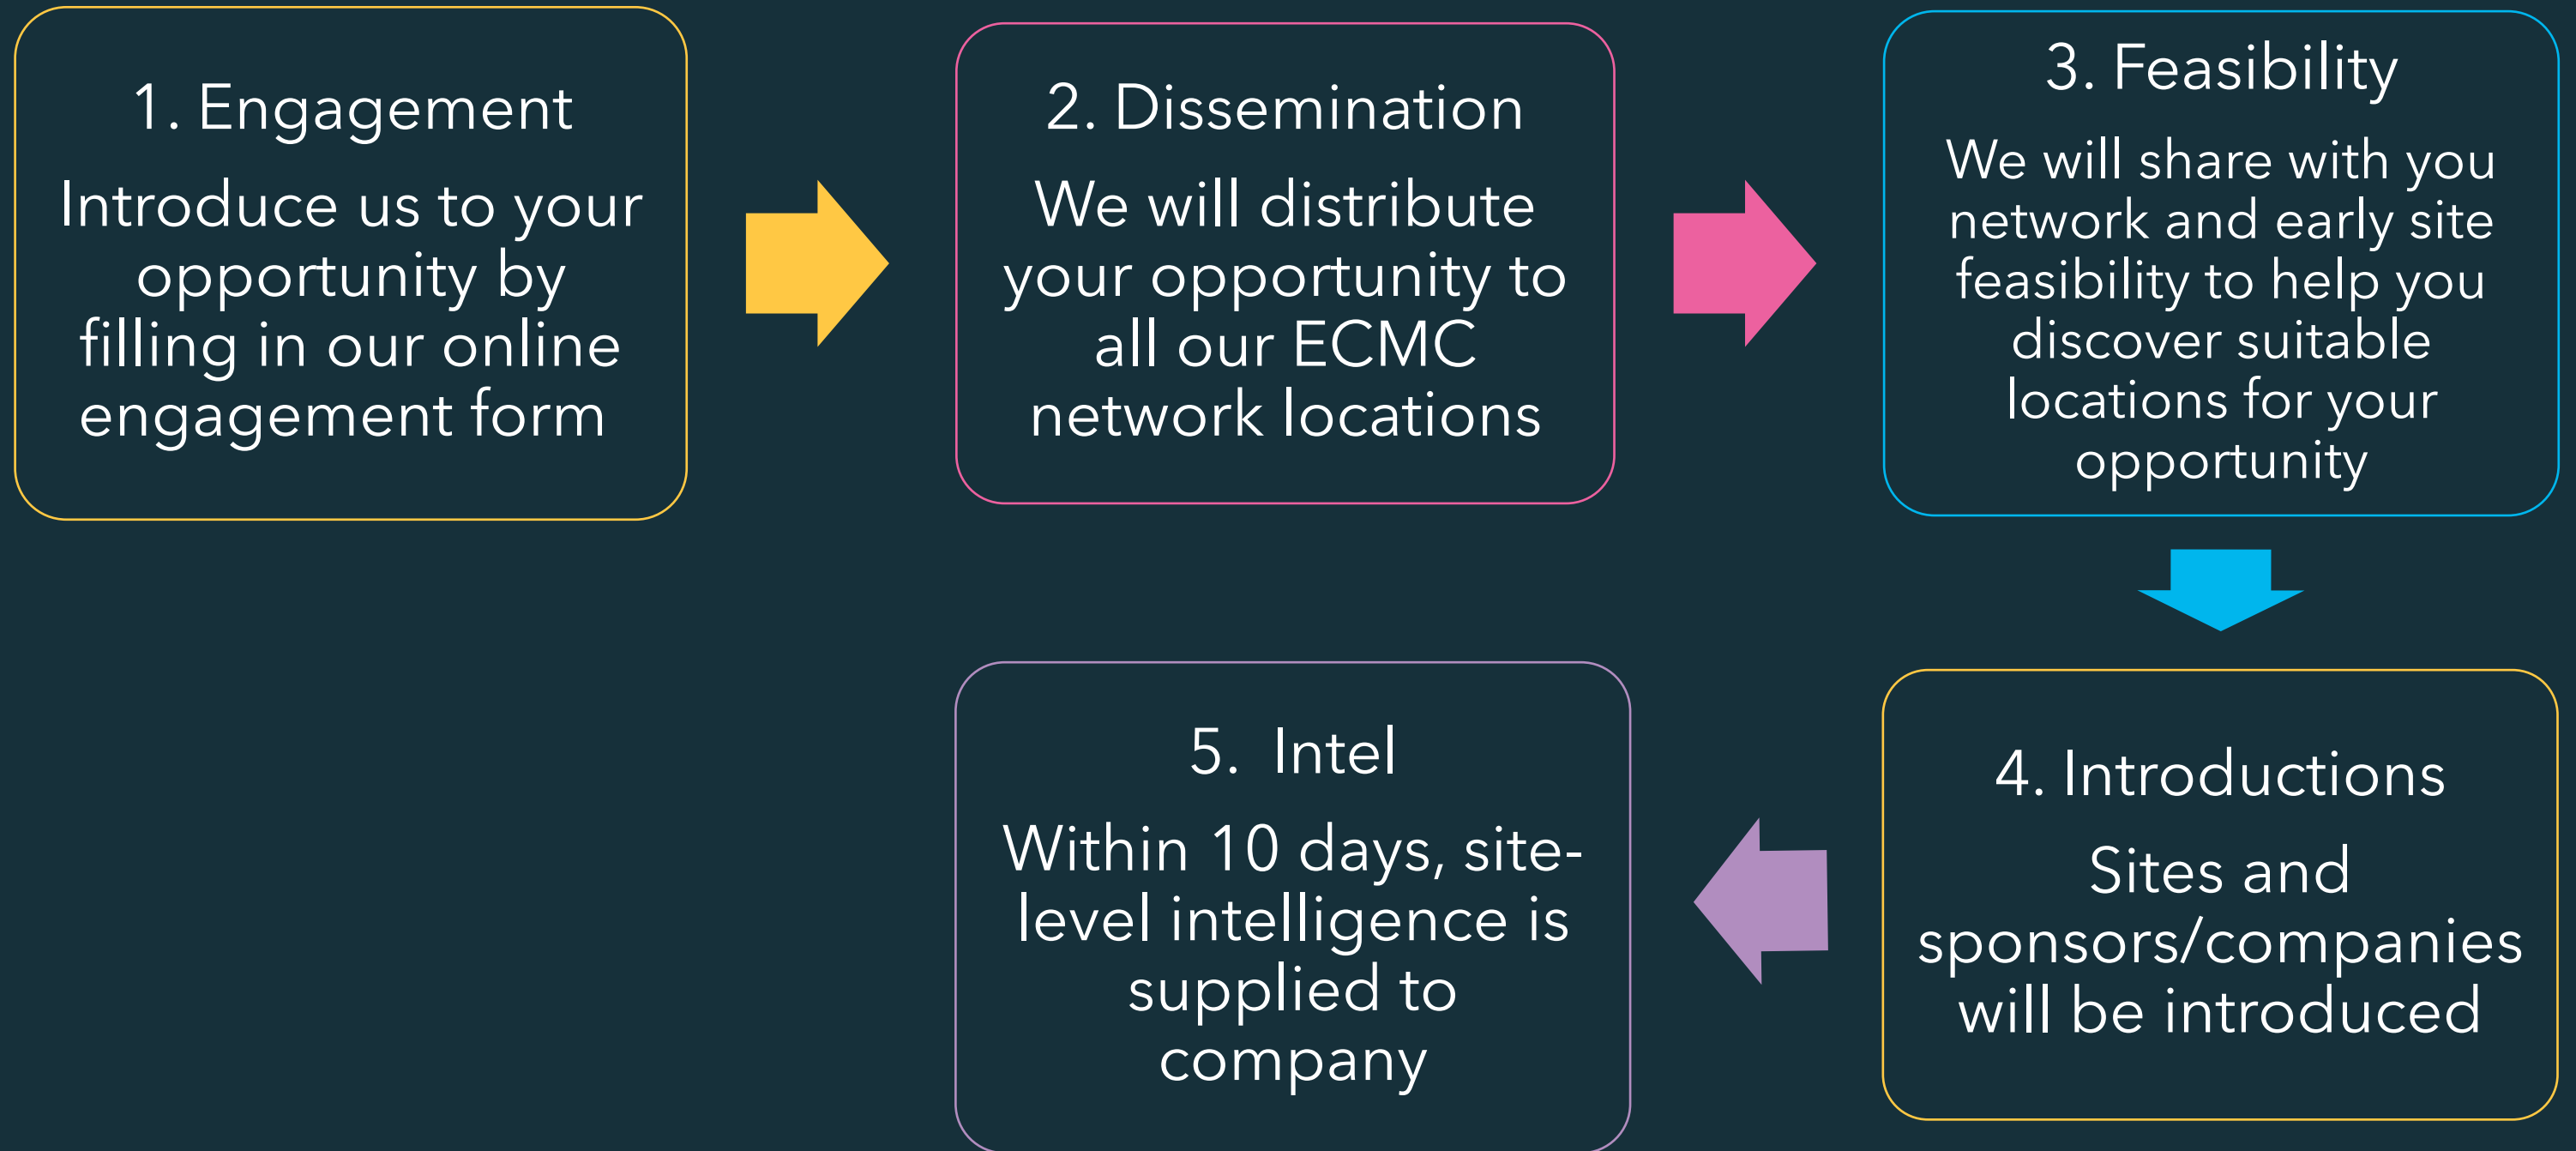 1. Engagement
Introduce us to your
opportunity by
filling in our online
engagement form
2. Dissemination
We will distribute
your opportunity to
all our ECMC
network locations
3. Feasibility
We will share with you
network and early site
feasibility to help you
discover suitable
locations for your
opportunity
4. Introductions
Sites and
sponsors/companies
will be introduced
5. Intel
Within 10 days, site-
level intelligence is
supplied to
company